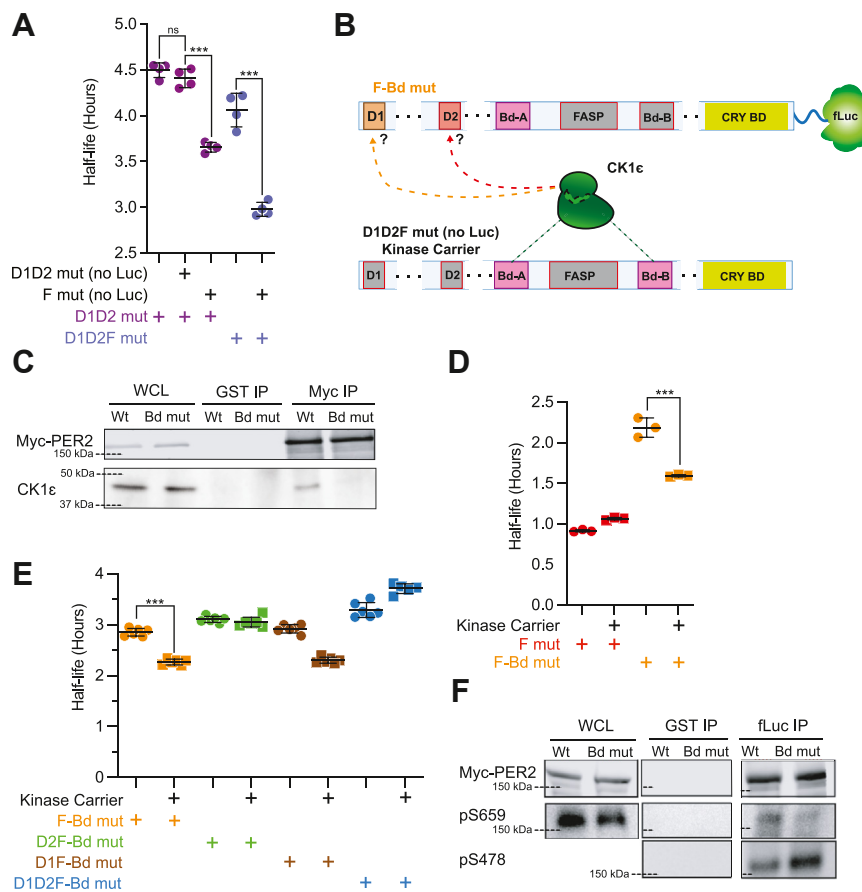 A
5.0
4.5
4.0
3.5
3.0
2.5
Half-life (Hours)
ns
***
***
D1D2 mut (no Luc) +
F mut (no Luc) + +
D1D2 mut + + +
D1D2F mut + +
B
F-Bd mut
D1 D2 Bd-A FASP Bd-B CRY BD
fLuc
? ?
CK1ε
D1D2F mut (no Luc)
Kinase Carrier
D1 D2 Bd-A FASP Bd-B CRY BD
C
WCL GST IP Myc IP
Wt Bd mut Wt Bd mut Wt Bd mut
Myc-PER2
150 kDa
50 kDa
CK1ε
37 kDa
D
2.5
2.0
1.5
1.0
0.5
0.0
Half-life (Hours)
***
Kinase Carrier + +
F mut + +
F-Bd mut + +
E
4
3
2
1
0
Half-life (Hours)
***
Kinase Carrier + + + +
F-Bd mut + +
D2F-Bd mut + +
D1F-Bd mut + +
D1D2F-Bd mut + +
F
WCL GST IP fLuc IP
Wt Bd mut Wt Bd mut Wt Bd mut
Myc-PER2
150 kDa
pS659
150 kDa
pS478
150 kDa